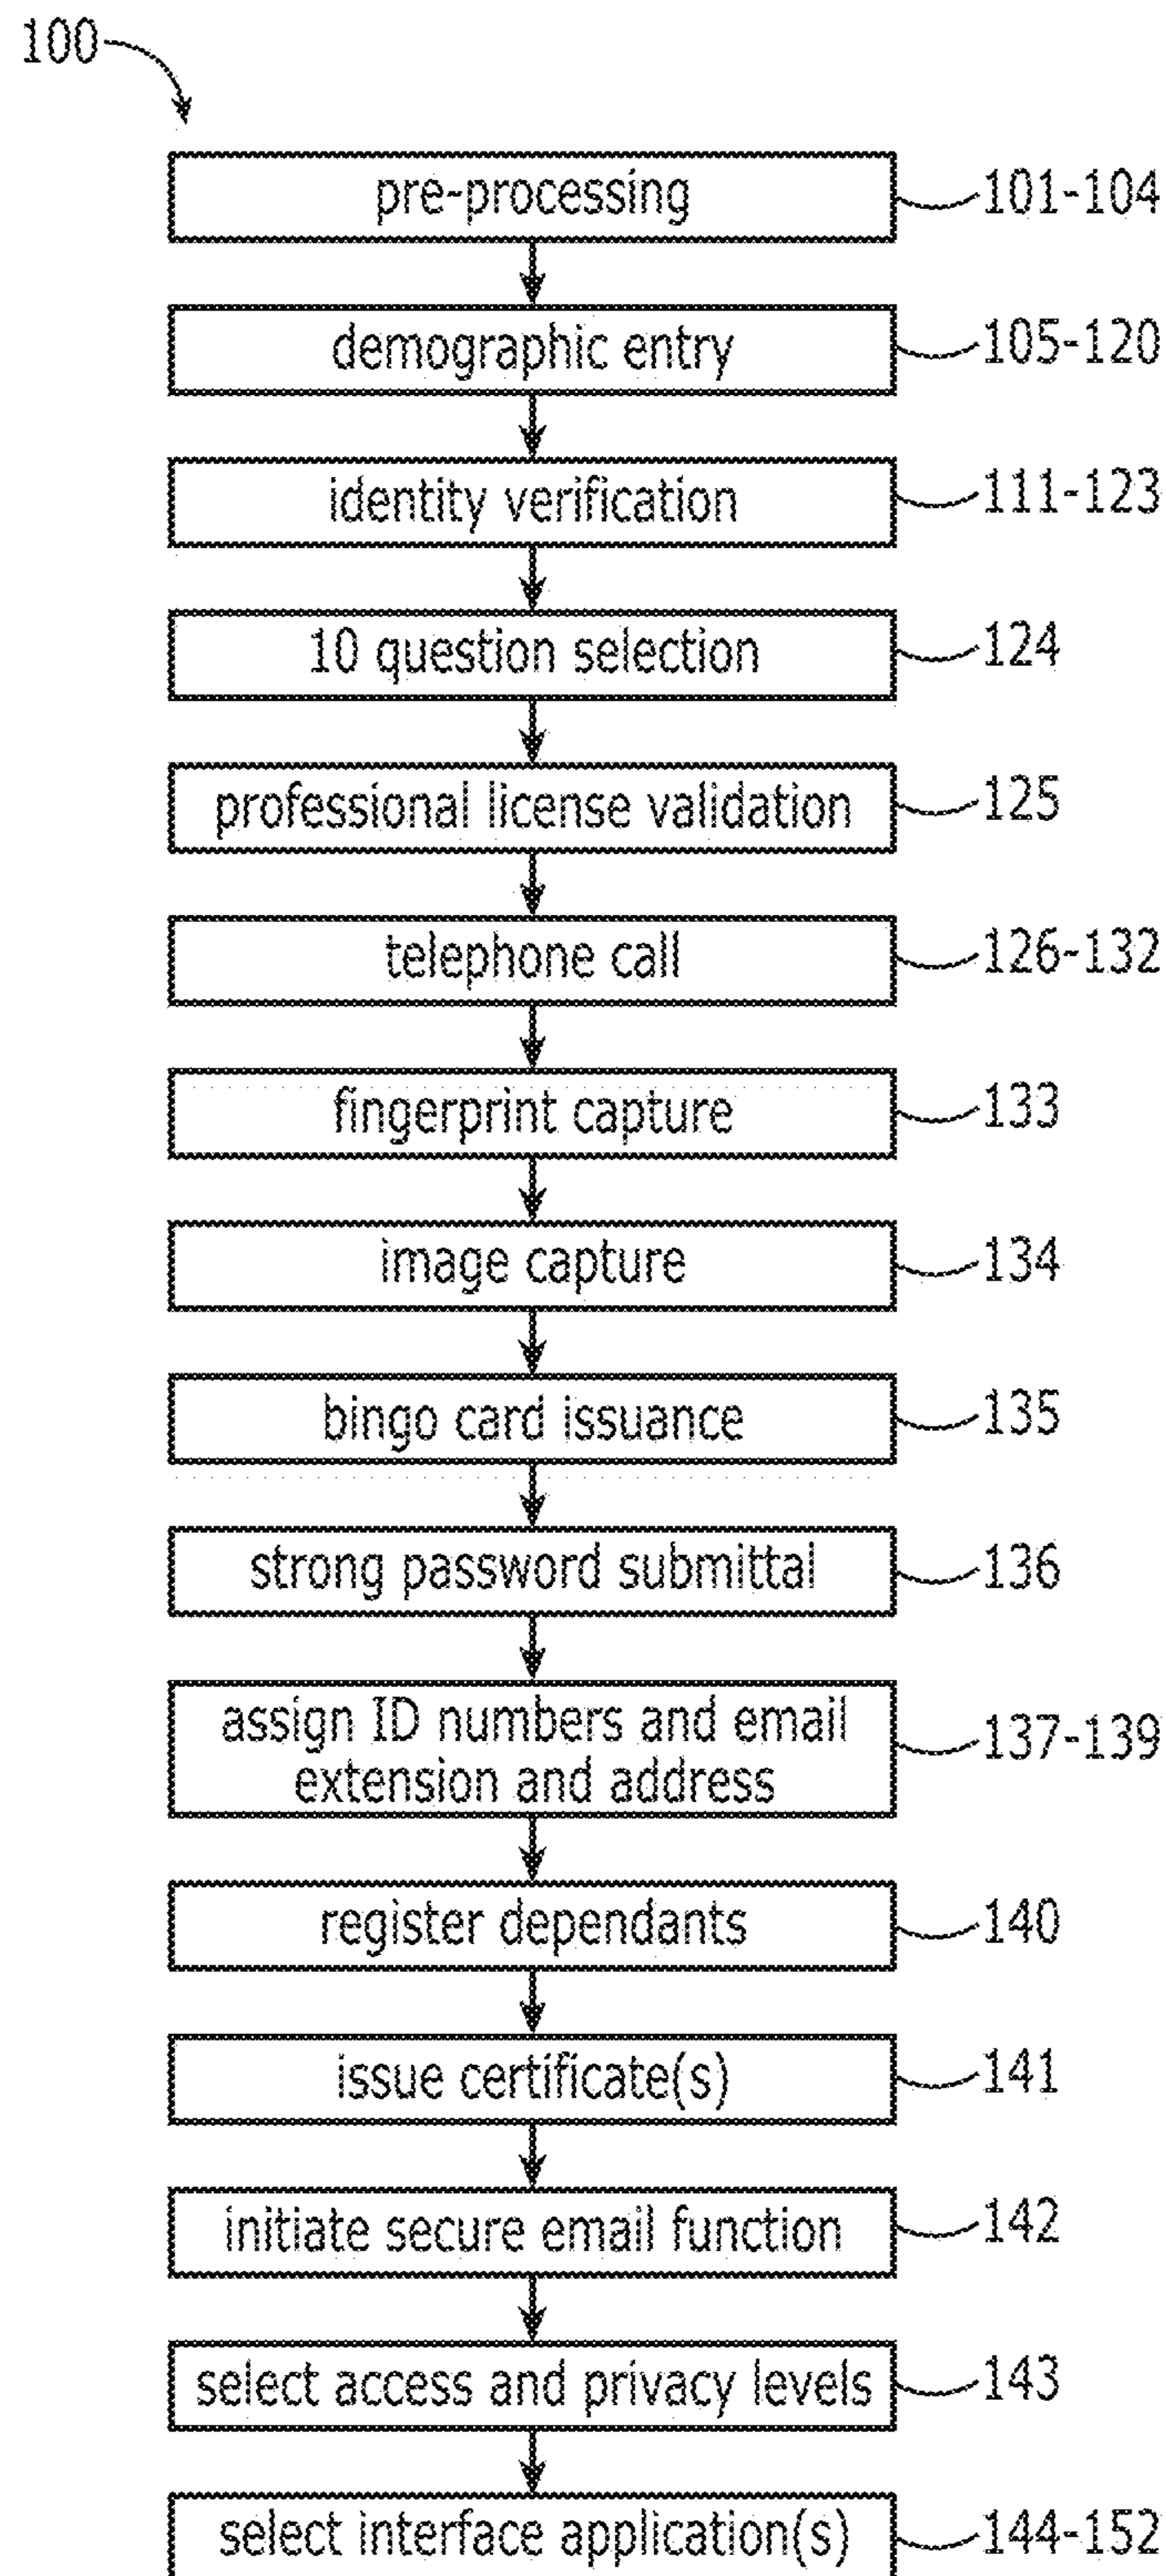 100
pre-processing 101-104
demographic entry 105-120
identity verification 111-123
10 question selection 124
professional license validation 125
telephone call 126-132
fingerprint capture 133
image capture 134
bingo card issuance 135
strong password submittal 136
assign ID numbers and email
extension and address 137-139
register dependants 140
issue certificate(s) 141
initiate secure email function 142
select access and privacy levels 143
select interface application(s) 144-152